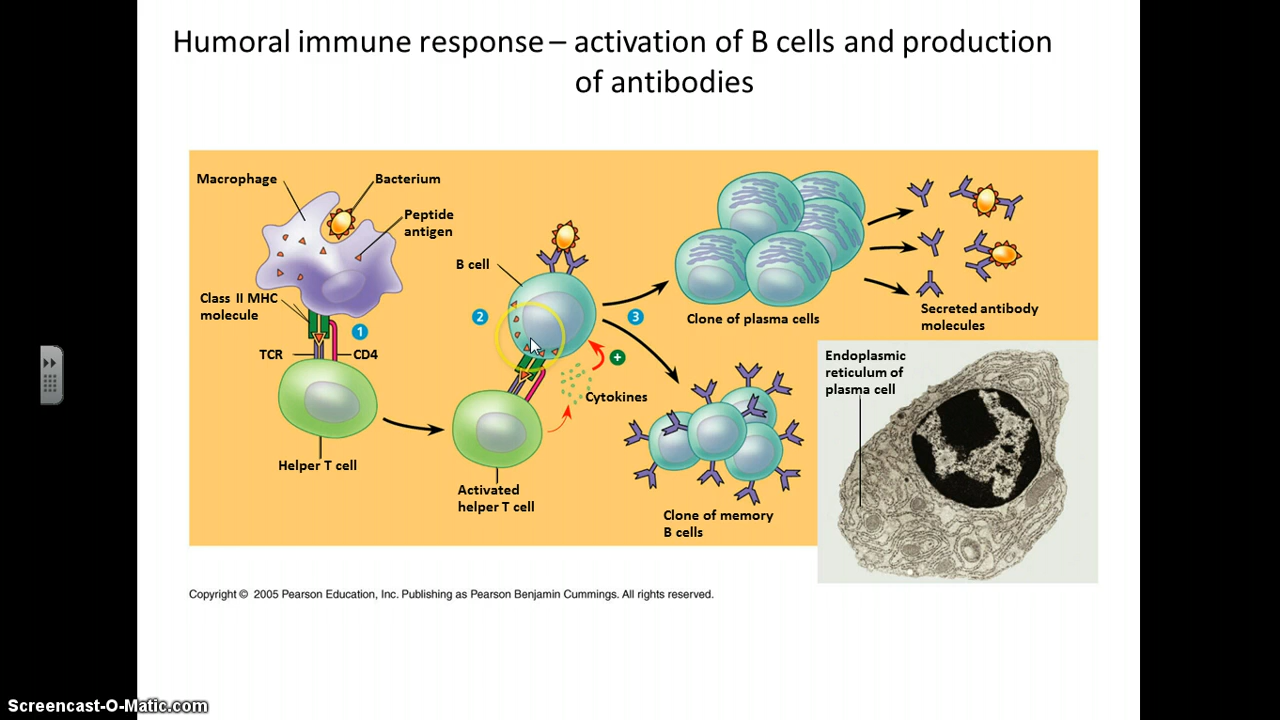 Humoral immune response – activation of B cells and production
of antibodies
Macrophage
Bacterium
Peptide
antigen
B cell
Class II MHC
molecule
1
TCR
CD4
Helper T cell
2
3
+
Cytokines
Activated
helper T cell
Clone of plasma cells
Secreted antibody
molecules
Clone of memory
B cells
Endoplasmic
reticulum of
plasma cell
Copyright © 2005 Pearson Education, Inc. Publishing as Pearson Benjamin Cummings. All rights reserved.
Screencast-O-Matic.com